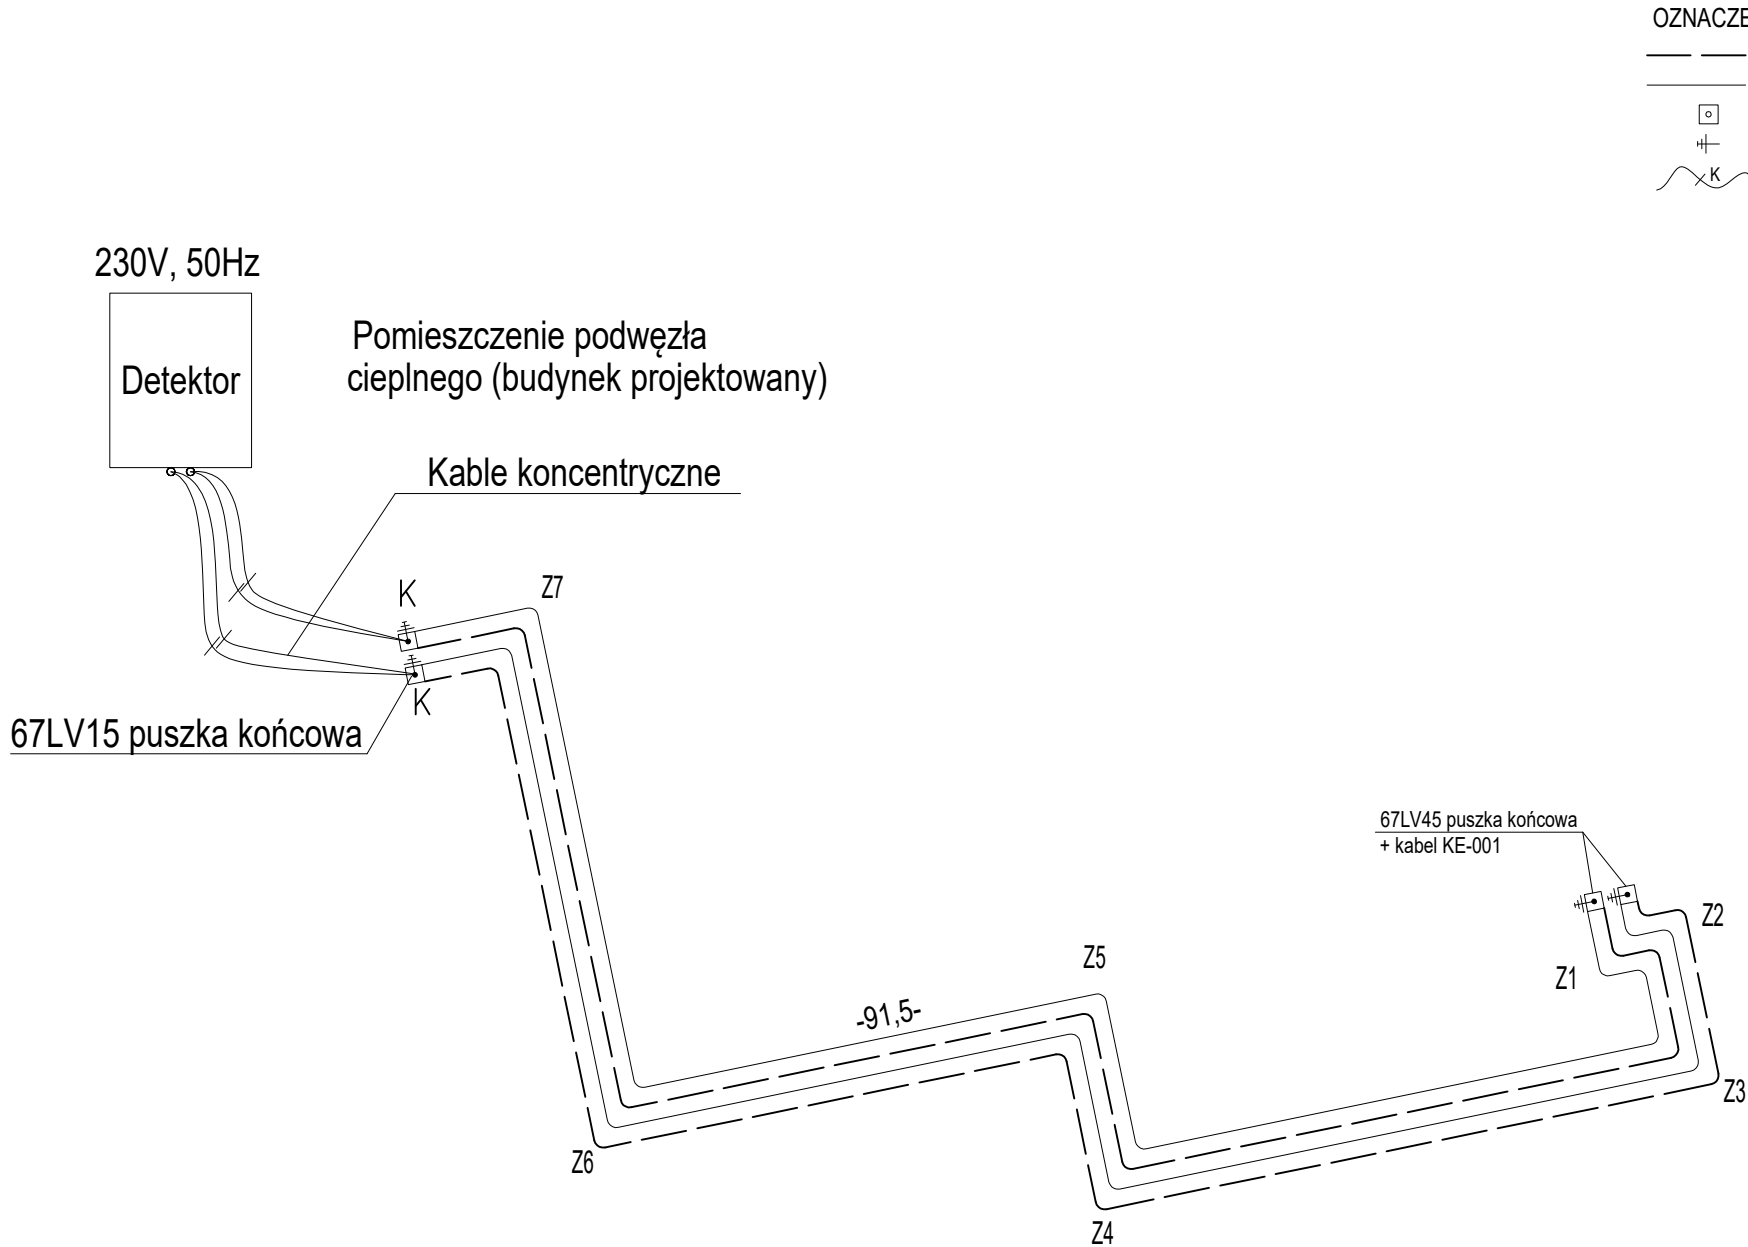 OZNACZE
K
230V, 50Hz
Detektor
Pomieszczenie podwęzła
cieplnego (budynek projektowany)
Kable koncentryczne
K
Z7
K
67LV15 puszka końcowa
67LV45 puszka końcowa
+ kabel KE-001
Z2
Z1
Z5
-91,5-
Z3
Z6
Z4